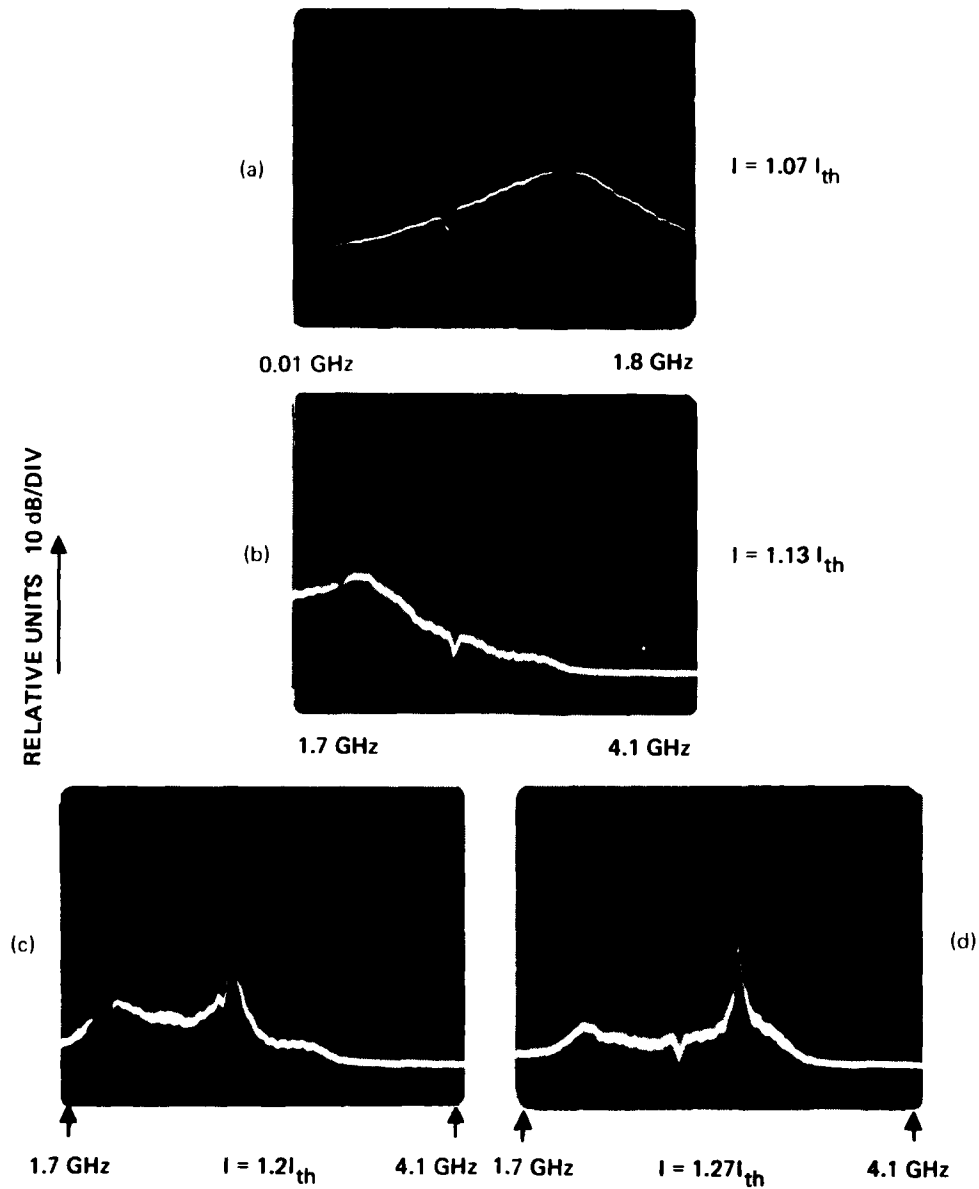 (a)
I = 1.07 I_th
0.01 GHz 1.8 GHz
RELATIVE UNITS 10 dB/DIV
(b)
I = 1.13 I_th
1.7 GHz 4.1 GHz
(c)
(d)
1.7 GHz I = 1.2I_th 4.1 GHz 1.7 GHz I = 1.27I_th 4.1 GHz